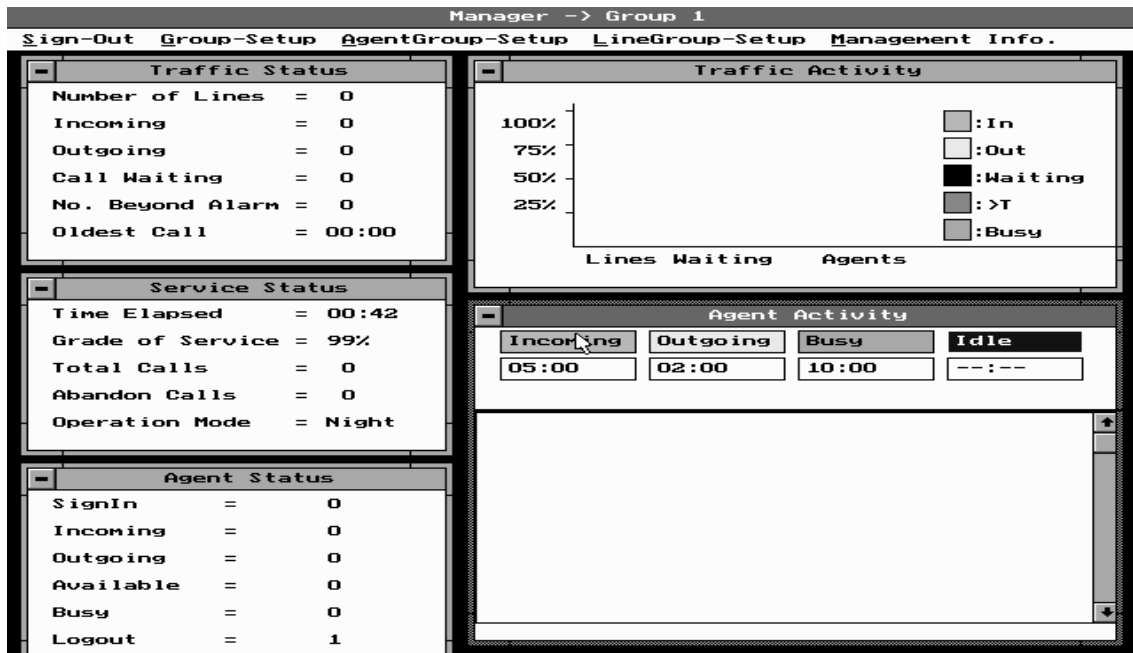 Manager -> Group 1
Sign-Out Group-Setup AgentGroup-Setup LineGroup-Setup Management Info.
Traffic Status
Number of Lines = 0
Incoming = 0
Outgoing = 0
Call Waiting = 0
No. Beyond Alarm = 0
Oldest Call = 00:00
Service Status
Time Elapsed = 00:42
Grade of Service = 99%
Total Calls = 0
Abandon Calls = 0
Operation Mode = Night
Agent Status
SignIn = 0
Incoming = 0
Outgoing = 0
Available = 0
Busy = 0
Logout = 1
Traffic Activity
100%
75%
50%
25%
:In
:Out
:Waiting
:>T
:Busy
Lines Waiting Agents
Agent Activity
Incoming Outgoing Busy Idle
05:00 02:00 10:00 --:--